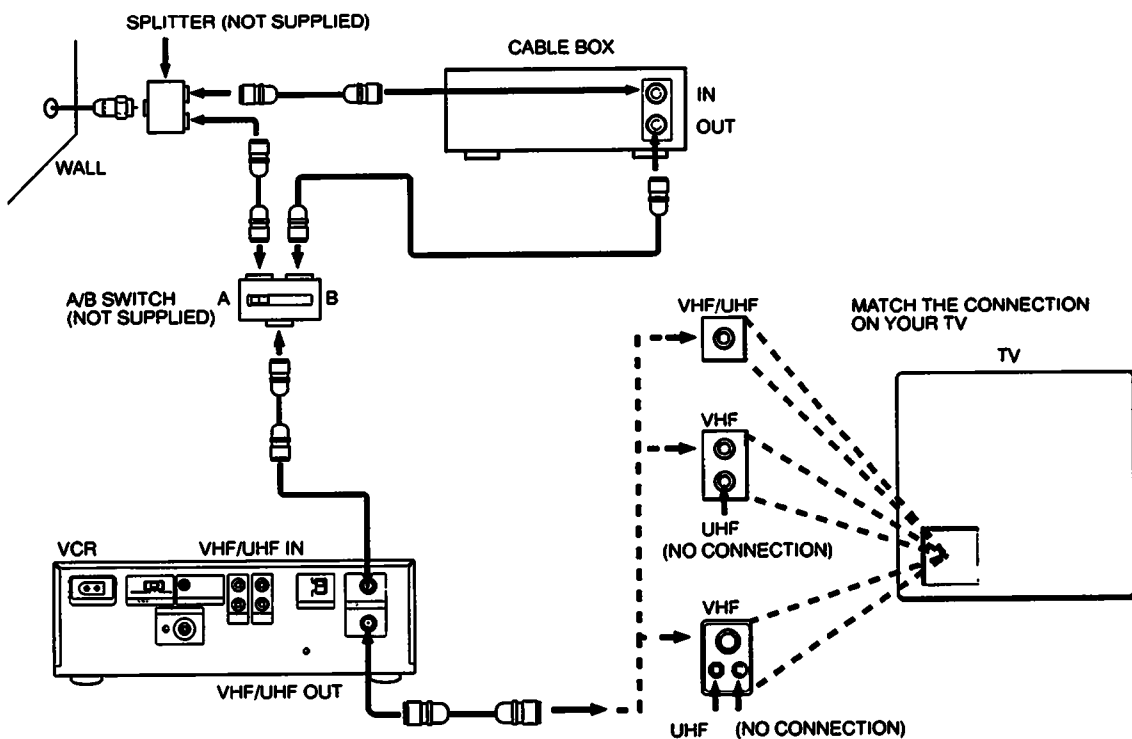 SPLITTER (NOT SUPPLIED)
CABLE BOX
IN
OUT
WALL
A/B SWITCH
(NOT SUPPLIED)
A
B
VHF/UHF
MATCH THE CONNECTION
ON YOUR TV
TV
VHF
UHF
(NO CONNECTION)
VCR
VHF/UHF IN
VHF
VHF/UHF OUT
UHF
(NO CONNECTION)